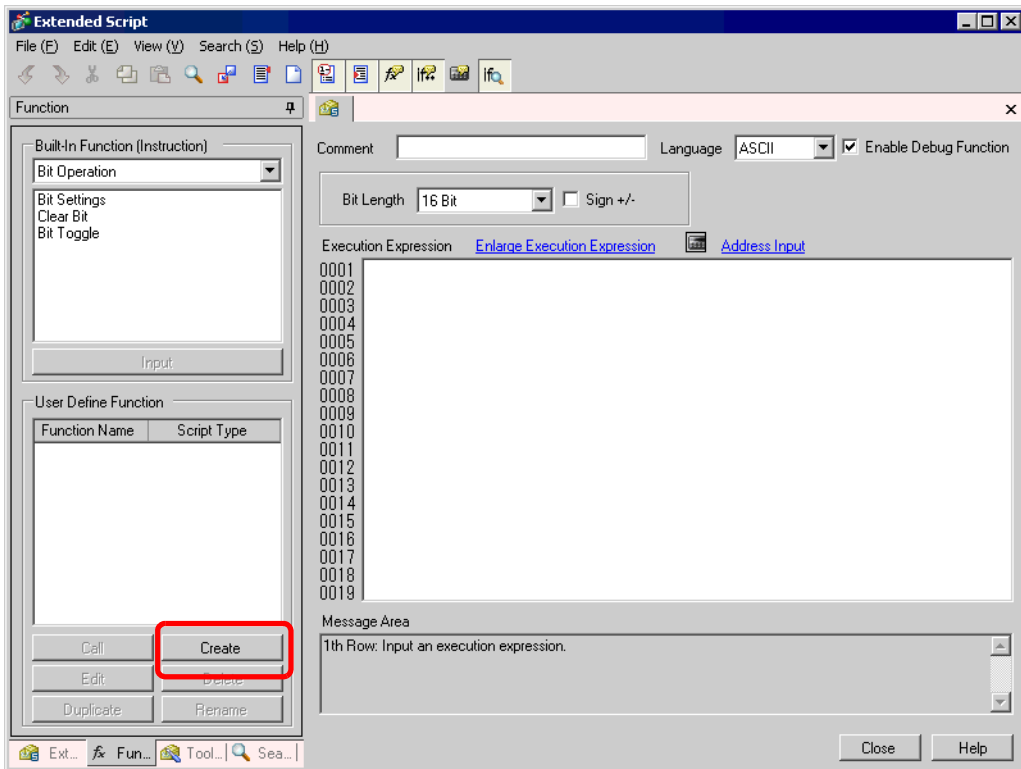 Extended Script
File (F) Edit (E) View (V) Search (S) Help (H)
Function
Built-In Function (Instruction)
Bit Operation
Bit Settings
Clear Bit
Bit Toggle
Input
User Define Function
Function Name Script Type
Call Create
Edit Delete
Duplicate Rename
Ext... fx Fun... Tool... Sea...
Comment Language ASCII Enable Debug Function
Bit Length 16 Bit Sign +/-
Execution Expression Enlarge Execution Expression Address Input
0001
0002
0003
0004
0005
0006
0007
0008
0009
0010
0011
0012
0013
0014
0015
0016
0017
0018
0019
Message Area
1th Row: Input an execution expression.
Close Help